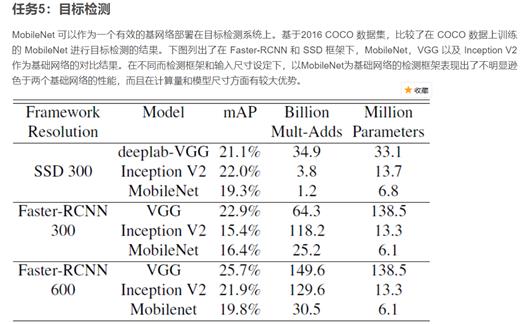 任务5：目标检测
MobileNet 可以作为一个有效的基网络部署在目标检测系统上。基于2016 COCO 数据集，比较了在 COCO 数据上训练
的 MobileNet 进行目标检测的结果。下图列出了在 Faster-RCNN 和 SSD 框架下，MobileNet，VGG 以及 Inception V2
作为基础网络的对比结果。在不同而检测框架和输入尺寸设定下，以MobileNet为基础网络的检测框架表现出了不明显逊
色于两个基础网络的性能，而且在计算量和模型尺寸方面有较大优势。
收藏
Framework Model mAP Billion Million
Resolution Mult-Adds Parameters
deeplab-VGG 21.1% 34.9 33.1
SSD 300 Inception V2 22.0% 3.8 13.7
MobileNet 19.3% 1.2 6.8
Faster-RCNN VGG 22.9% 64.3 138.5
300 Inception V2 15.4% 118.2 13.3
MobileNet 16.4% 25.2 6.1
Faster-RCNN VGG 25.7% 149.6 138.5
600 Inception V2 21.9% 129.6 13.3
Mobilenet 19.8% 30.5 6.1